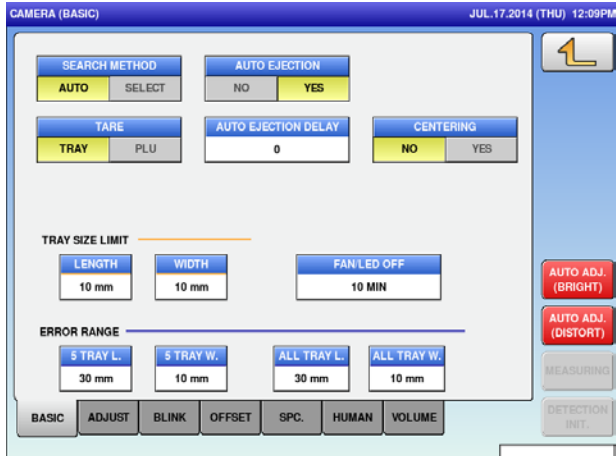 CAMERA (BASIC) JUL.17.2014 (THU) 12:09PM
SEARCH METHOD AUTO EJECTION
AUTO SELECT NO YES
TARE AUTO EJECTION DELAY CENTERING
TRAY PLU 0 NO YES
TRAY SIZE LIMIT
LENGTH WIDTH FAN/LED OFF
10 mm 10 mm 10 MIN
AUTO ADJ.
(BRIGHT)
ERROR RANGE
AUTO ADJ.
(DISTORT)
5 TRAY L. 5 TRAY W. ALL TRAY L. ALL TRAY W.
30 mm 10 mm 30 mm 10 mm
MEASURING
BASIC ADJUST BLINK OFFSET SPC. HUMAN VOLUME
DETECTION
INIT.